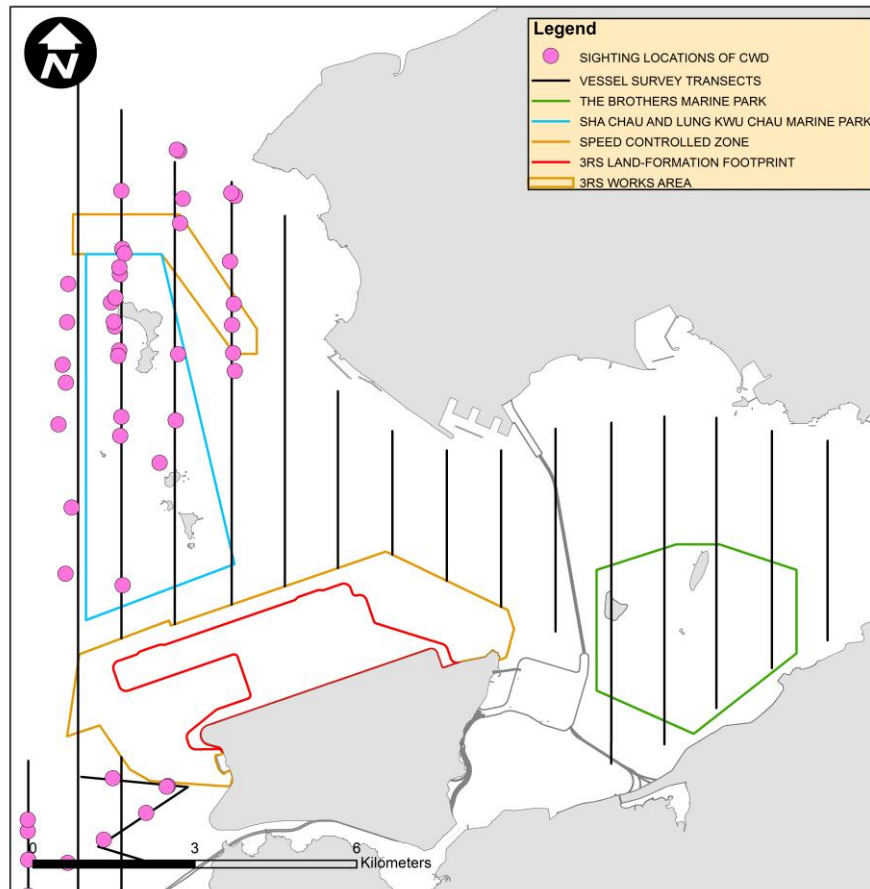 N
Legend
SIGHTING LOCATIONS OF CWD
VESSEL SURVEY TRANSECTS
THE BROTHERS MARINE PARK
SHA CHAU AND LUNG KWU CHAU MARINE PARK
SPEED CONTROLLED ZONE
3RS LAND-FORMATION FOOTPRINT
3RS WORKS AREA
0 3 6
Kilometers